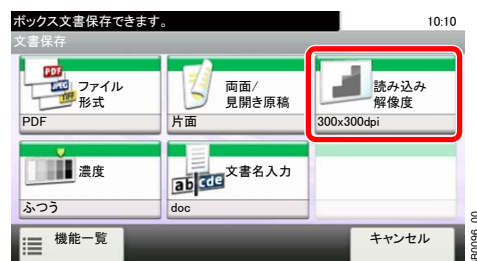 ボックス文書保存できます。
10:10
文書保存
PDF
JPEG
TIFF
ファイル
形式
PDF
両面/
見開き原稿
片面
読み込み
解像度
300x300dpi
濃度
ふつう
ab cde
文書名入力
doc
機能一覧
キャンセル